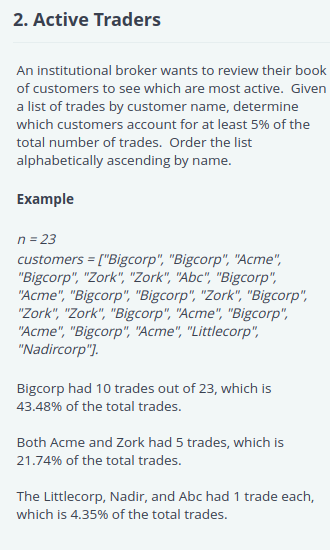 2. Active Traders
An institutional broker wants to review their book
of customers to see which are most active. Given
a list of trades by customer name, determine
which customers account for at least 5% of the
total number of trades. Order the list
alphabetically ascending by name.
Example
n = 23
customers = ["Bigcorp", "Bigcorp", "Acme",
"Bigcorp", "Zork", "Zork", "Abc", "Bigcorp",
"Acme", "Bigcorp", "Bigcorp", "Zork", "Bigcorp",
"Zork", "Zork", "Bigcorp", "Acme", "Bigcorp",
"Acme", "Bigcorp", "Acme", "Littlecorp",
"Nadircorp"].
Bigcorp had 10 trades out of 23, which is
43.48% of the total trades.
Both Acme and Zork had 5 trades, which is
21.74% of the total trades.
The Littlecorp, Nadir, and Abc had 1 trade each,
which is 4.35% of the total trades.